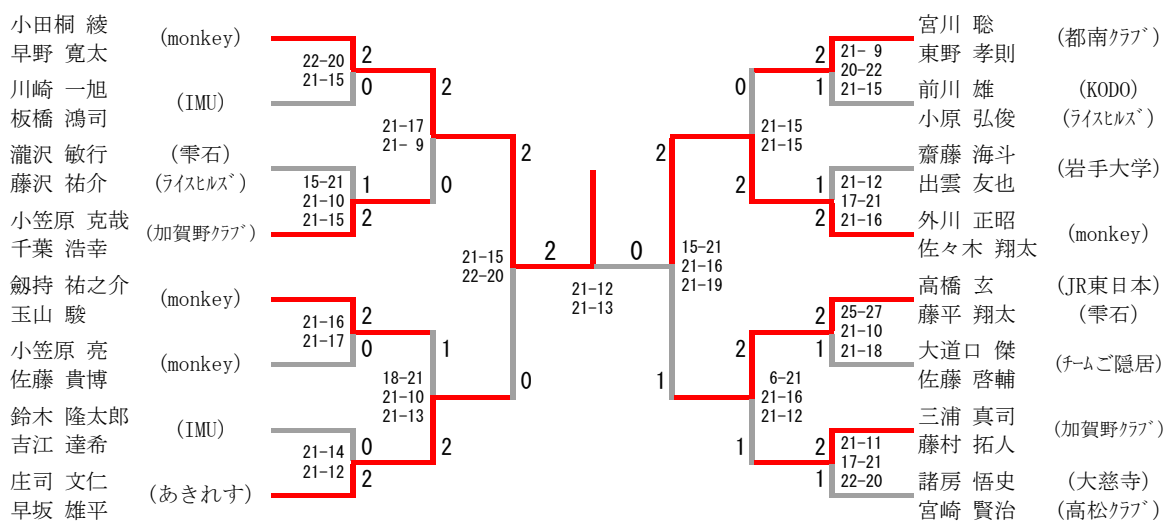 小田桐 綾
早野 寛太
(monkey)
川崎 一旭
板橋 鴻司
(IMU)
瀧沢 敏行
(雫石)
藤沢 祐介
(ﾗｲｽﾋﾙｽﾞ)
小笠原 克哉
千葉 浩幸
(加賀野ｸﾗﾌﾞ)
劔持 祐之介
玉山 駿
(monkey)
小笠原 亮
佐藤 貴博
(monkey)
鈴木 隆太郎
吉江 達希
(IMU)
庄司 文仁
早坂 雄平
(あきれす)
2
22-20
21-15
0
1
15-21
21-10
21-15
2
2
21-16
21-17
0
0
21-14
21-12
2
2
21-17
21- 9
0
1
18-21
21-10
21-13
2
2
21-15
22-20
0
2
0
21-12
21-13
2
15-21
21-16
21-19
1
0
21-15
21-15
2
2
6-21
21-16
21-12
1
2
21- 9
20-22
21-15
1
1
21-12
17-21
21-16
2
2
25-27
21-10
21-18
1
2
21-11
17-21
22-20
1
宮川 聡
東野 孝則
(都南ｸﾗﾌﾞ)
前川 雄
(KODO)
小原 弘俊
(ﾗｲｽﾋﾙｽﾞ)
齋藤 海斗
出雲 友也
(岩手大学)
外川 正昭
佐々木 翔太
(monkey)
高橋 玄
(JR東日本)
藤平 翔太
(雫石)
大道口 傑
佐藤 啓輔
(ﾁｰﾑご隠居)
三浦 真司
藤村 拓人
(加賀野ｸﾗﾌﾞ)
諸房 悟史
(大慈寺)
宮崎 賢治
(高松ｸﾗﾌﾞ)